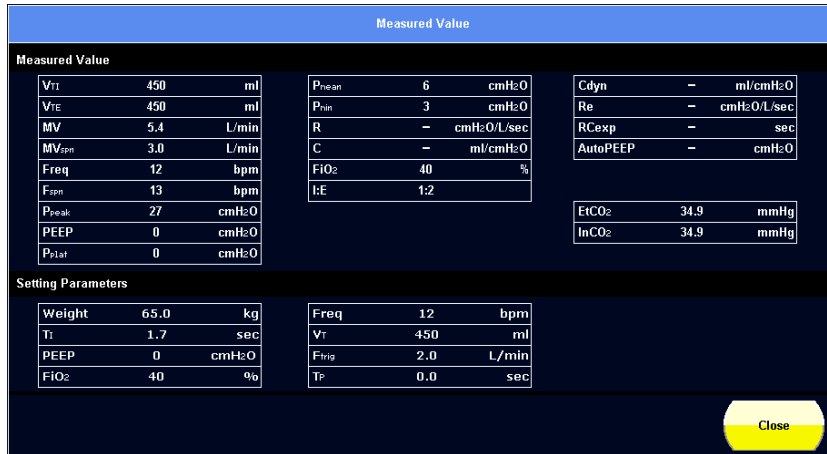 Measured Value
Measured Value
VTI 450 ml Pmean 6 cmH2O Cdyn – ml/cmH2O
VTE 450 ml Pmin 3 cmH2O Re – cmH2O/L/sec
MV 5.4 L/min R – cmH2O/L/sec RCexp – sec
MVspn 3.0 L/min C – ml/cmH2O AutoPEEP – cmH2O
Freq 12 bpm FiO2 40 %
Fspn 13 bpm I:E 1:2
Ppeak 27 cmH2O EtCO2 34.9 mmHg
PEEP 0 cmH2O InCO2 34.9 mmHg
Pplat 0 cmH2O
Setting Parameters
Weight 65.0 kg Freq 12 bpm
TI 1.7 sec VT 450 ml
PEEP 0 cmH2O Ftrig 2.0 L/min
FiO2 40 % TP 0.0 sec
Close